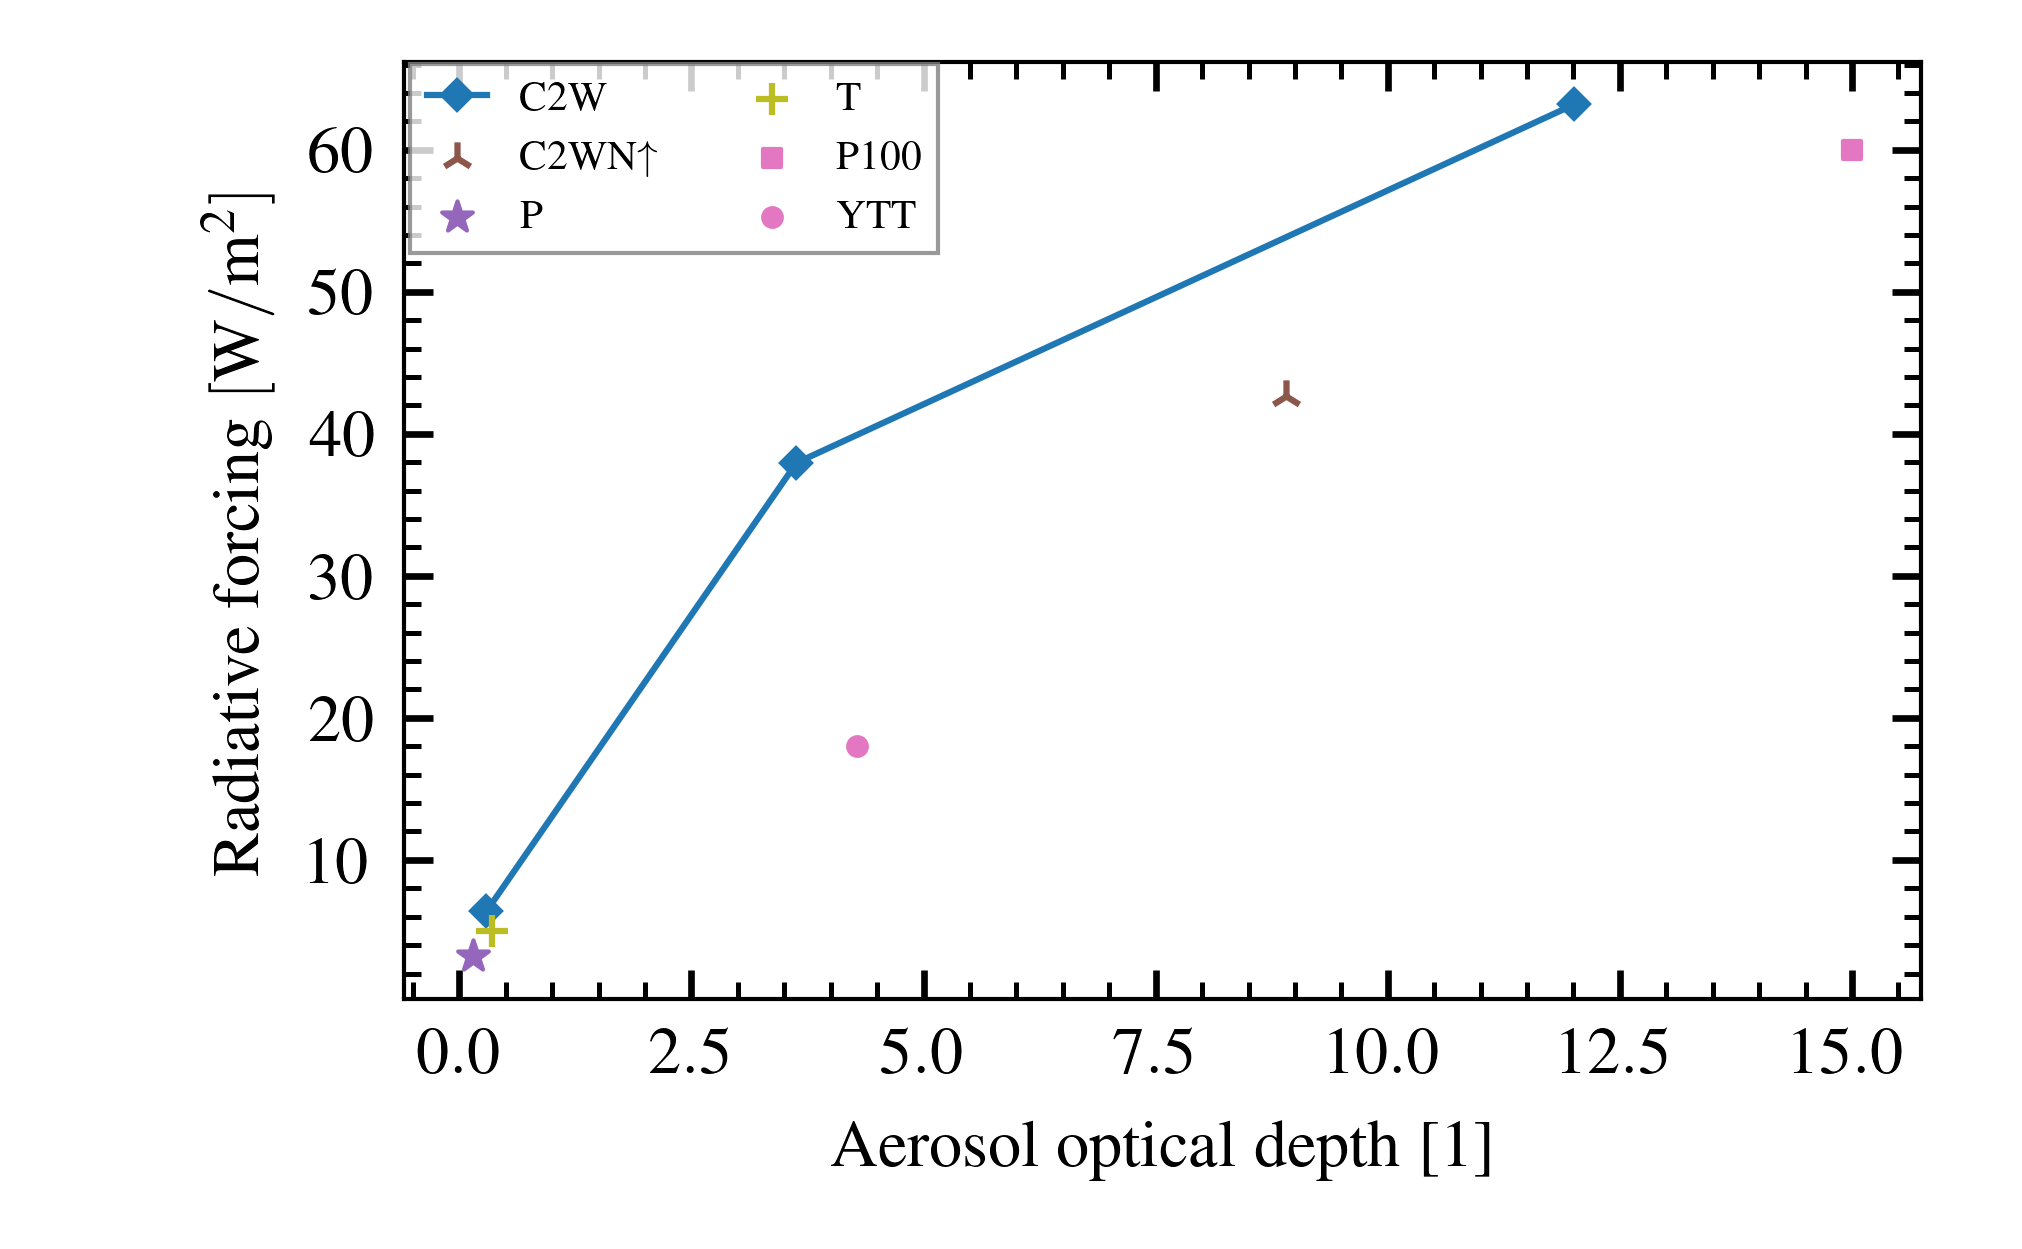 C2W
C2WN↑
P
T
P100
YTT
60
50
40
30
20
10
Radiative forcing [W/m²]
0.0 2.5 5.0 7.5 10.0 12.5 15.0
Aerosol optical depth [1]